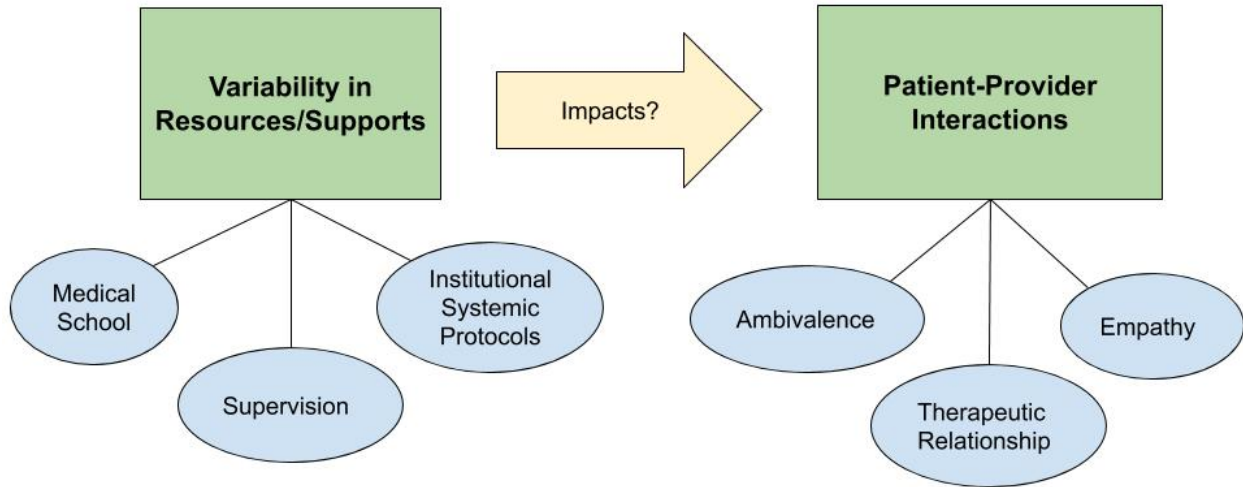 Variability in
Resources/Supports
Impacts?
Patient-Provider
Interactions
Medical
School
Supervision
Institutional
Systemic
Protocols
Ambivalence
Therapeutic
Relationship
Empathy